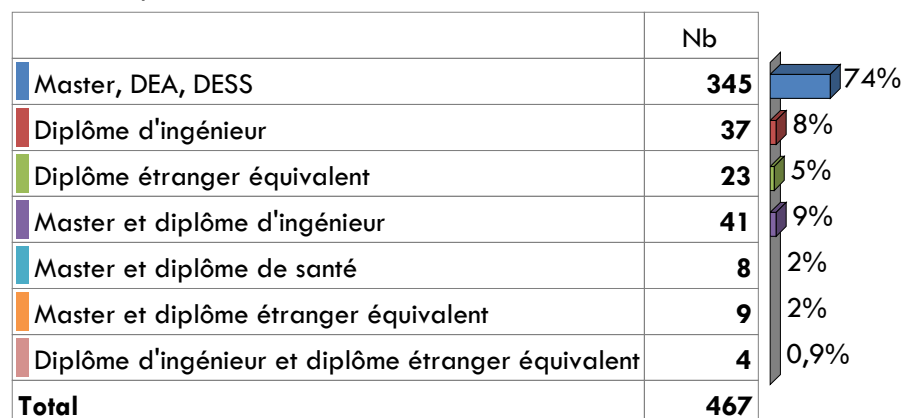 Nb
Master, DEA, DESS 345 74%
Diplôme d'ingénieur 37 8%
Diplôme étranger équivalent 23 5%
Master et diplôme d'ingénieur 41 9%
Master et diplôme de santé 8 2%
Master et diplôme étranger équivalent 9 2%
Diplôme d'ingénieur et diplôme étranger équivalent 4 0,9%
Total 467